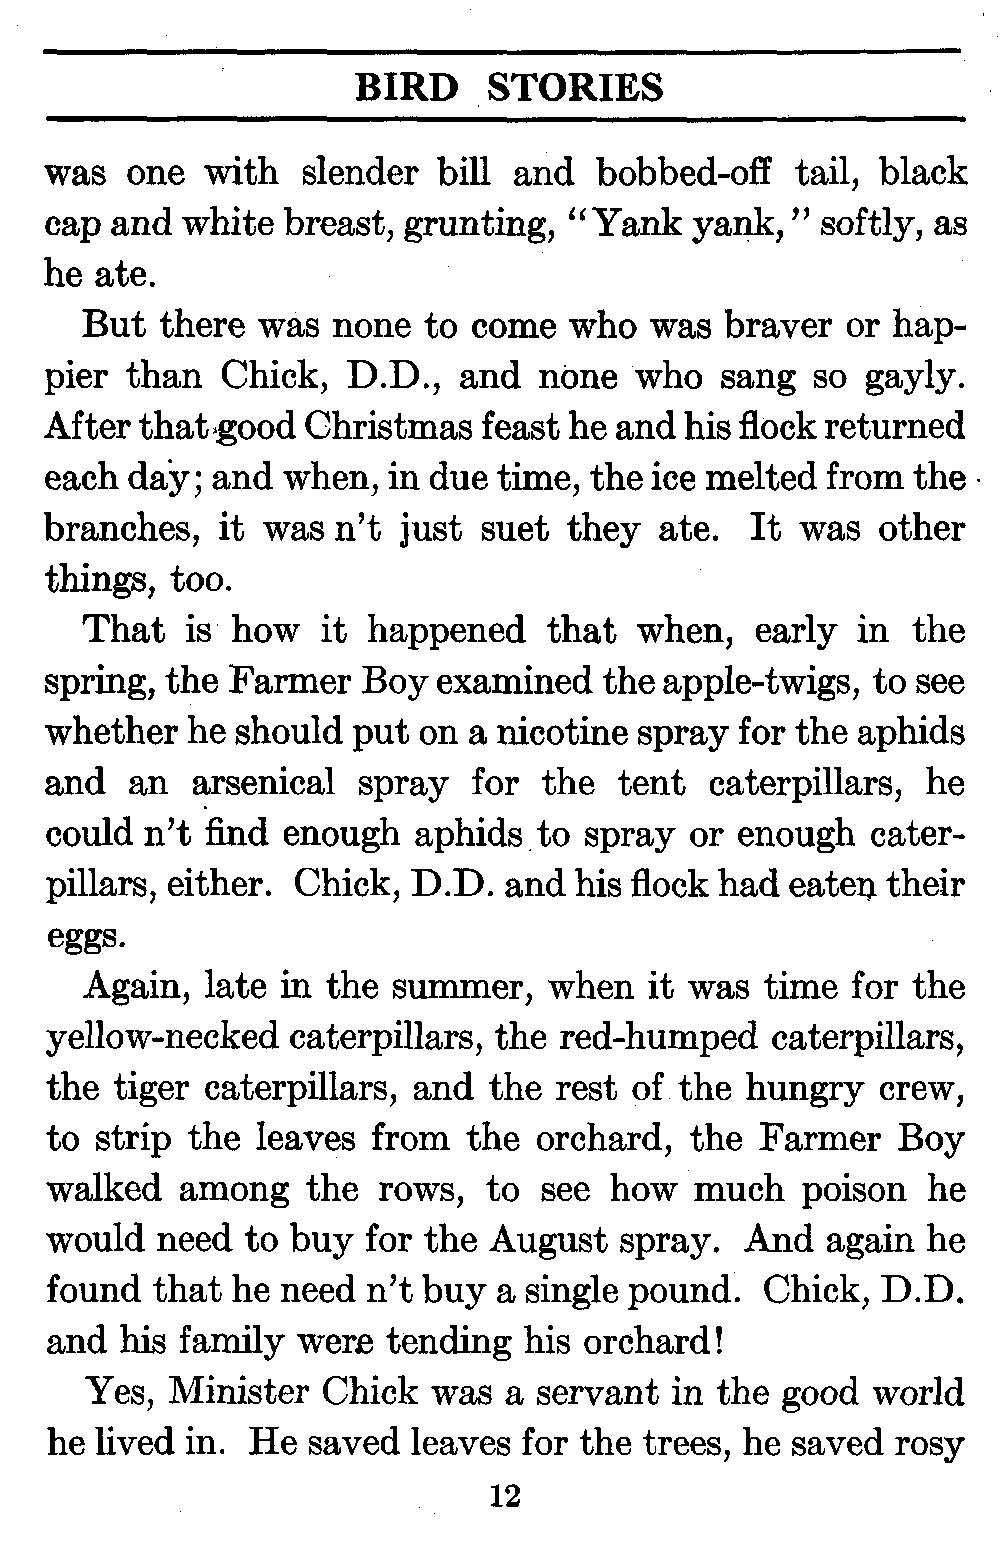 BIRD STORIES
was one with slender bill and bobbed-off tail, black
cap and white breast, grunting, “Yank yank,” softly, as
he ate.
But there was none to come who was braver or hap-
pier than Chick, D.D., and none who sang so gayly.
After that good Christmas feast he and his flock returned
each day; and when, in due time, the ice melted from the
branches, it was n’t just suet they ate. It was other
things, too.
That is how it happened that when, early in the
spring, the Farmer Boy examined the apple-twigs, to see
whether he should put on a nicotine spray for the aphids
and an arsenical spray for the tent caterpillars, he
could n’t find enough aphids to spray or enough cater-
pillars, either. Chick, D.D. and his flock had eaten their
eggs.
Again, late in the summer, when it was time for the
yellow-necked caterpillars, the red-humped caterpillars,
the tiger caterpillars, and the rest of the hungry crew,
to strip the leaves from the orchard, the Farmer Boy
walked among the rows, to see how much poison he
would need to buy for the August spray. And again he
found that he need n’t buy a single pound. Chick, D.D.
and his family were tending his orchard!
Yes, Minister Chick was a servant in the good world
he lived in. He saved leaves for the trees, he saved rosy
12